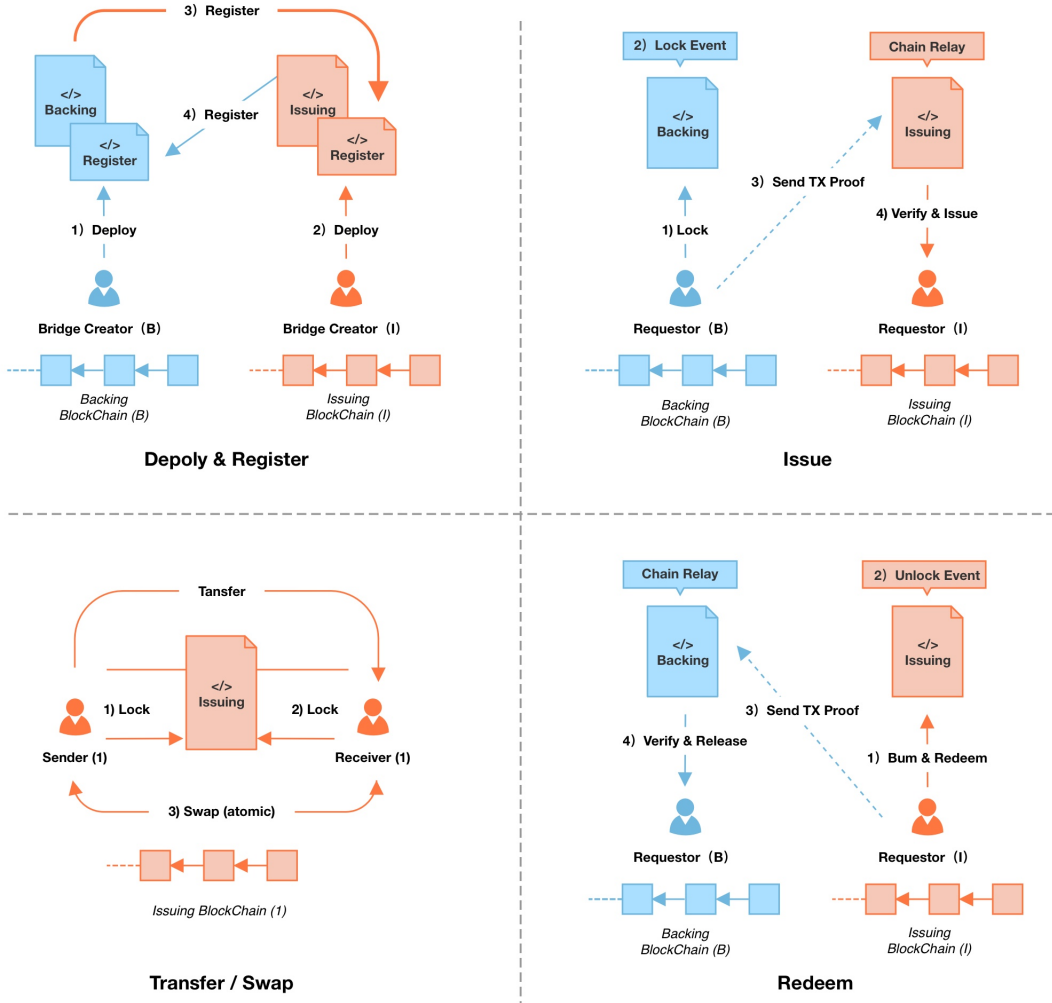 3）Register
</>
Backing
</>
Register
4）Register
</>
Issuing
</>
Register
1）Deploy
2）Deploy
Bridge Creator（B）
Bridge Creator（I）
Backing
BlockChain (B)
Issuing
BlockChain (I)
Depoly & Register
2）Lock Event
Chain Relay
</>
Backing
</>
Issuing
3）Send TX Proof
1) Lock
4) Verify & Issue
Requestor（B）
Requestor（I）
Backing
BlockChain (B)
Issuing
BlockChain (I)
Issue
Tansfer
</>
Issuing
1) Lock
2) Lock
Sender (1)
Receiver (1)
3) Swap (atomic)
Issuing BlockChain (1)
Transfer / Swap
Chain Relay
2）Unlock Event
</>
Backing
</>
Issuing
3）Send TX Proof
4）Verify & Release
1）Bum & Redeem
Requestor（B）
Requestor（I）
Backing
BlockChain (B)
Issuing
BlockChain (I)
Redeem